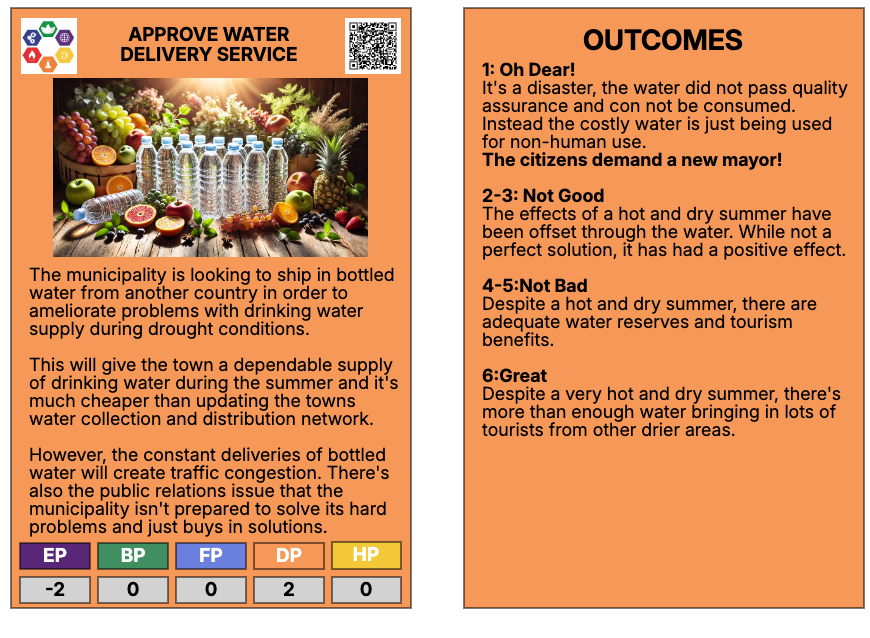 APPROVE WATER
DELIVERY SERVICE
The municipality is looking to ship in bottled
water from another country in order to
ameliorate problems with drinking water
supply during drought conditions.
This will give the town a dependable supply
of drinking water during the summer and it's
much cheaper than updating the towns
water collection and distribution network.
However, the constant deliveries of bottled
water will create traffic congestion. There's
also the public relations issue that the
municipality isn't prepared to solve its hard
problems and just buys in solutions.
EP BP FP DP HP
-2 0 0 2 0
OUTCOMES
1: Oh Dear!
It's a disaster, the water did not pass quality
assurance and con not be consumed.
Instead the costly water is just being used
for non-human use.
The citizens demand a new mayor!
2-3: Not Good
The effects of a hot and dry summer have
been offset through the water. While not a
perfect solution, it has had a positive effect.
4-5:Not Bad
Despite a hot and dry summer, there are
adequate water reserves and tourism
benefits.
6:Great
Despite a very hot and dry summer, there's
more than enough water bringing in lots of
tourists from other drier areas.